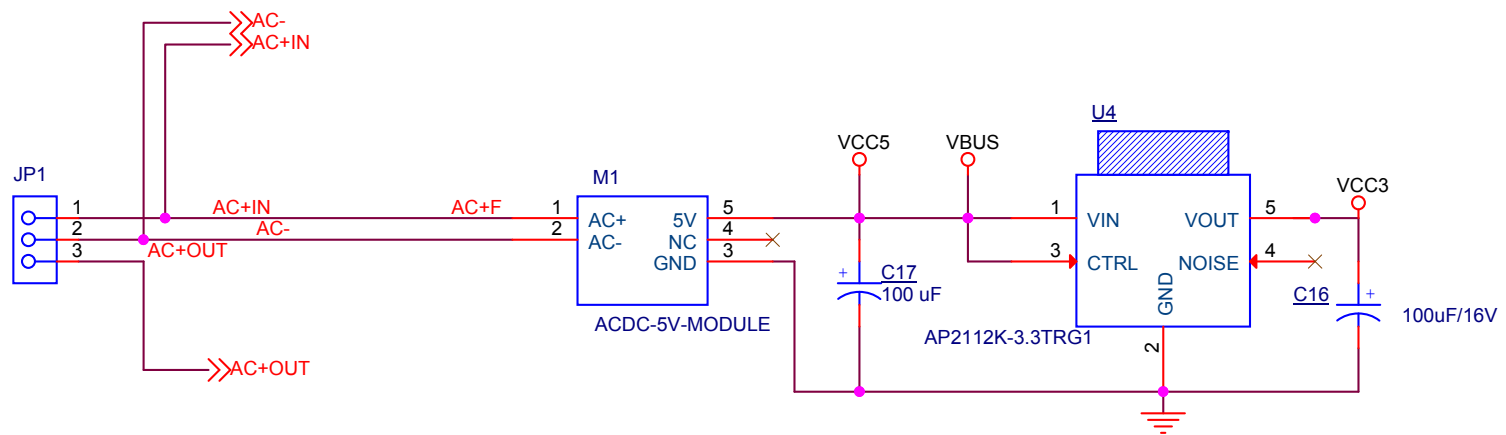 AC-
AC+IN
JP1
1
2
3
AC+IN
AC+F
AC-
AC+OUT
AC+OUT
M1
1
2
AC+
AC-
5V
NC
GND
5
4
3
ACDC-5V-MODULE
VCC5
VBUS
C17
100 uF
U4
1
3
VIN
CTRL
VOUT
NOISE
GND
5
4
2
AP2112K-3.3TRG1
VCC3
C16
100uF/16V